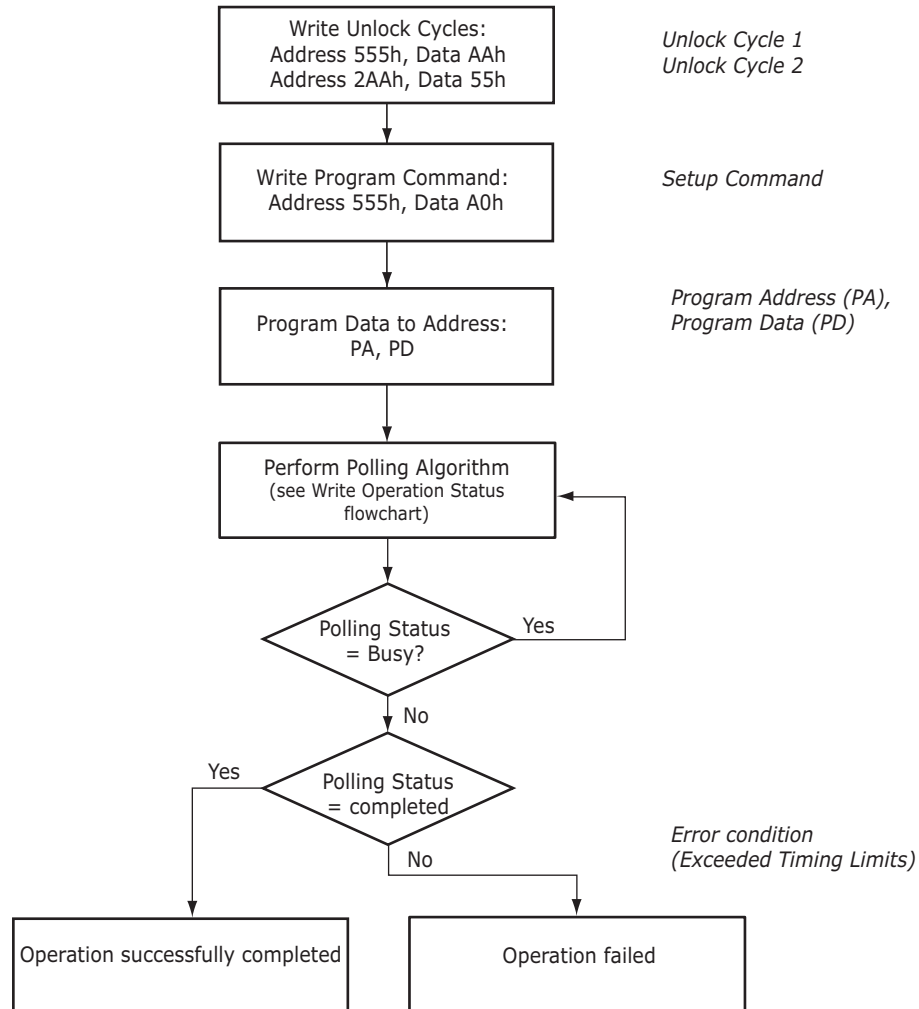 Write Unlock Cycles:
Address 555h, Data AAh
Address 2AAh, Data 55h
Unlock Cycle 1
Unlock Cycle 2
Write Program Command:
Address 555h, Data A0h
Setup Command
Program Data to Address:
PA, PD
Program Address (PA),
Program Data (PD)
Perform Polling Algorithm
(see Write Operation Status
flowchart)
Polling Status
= Busy?
Yes
No
Polling Status
= completed
Yes
No
Error condition
(Exceeded Timing Limits)
Operation successfully completed
Operation failed